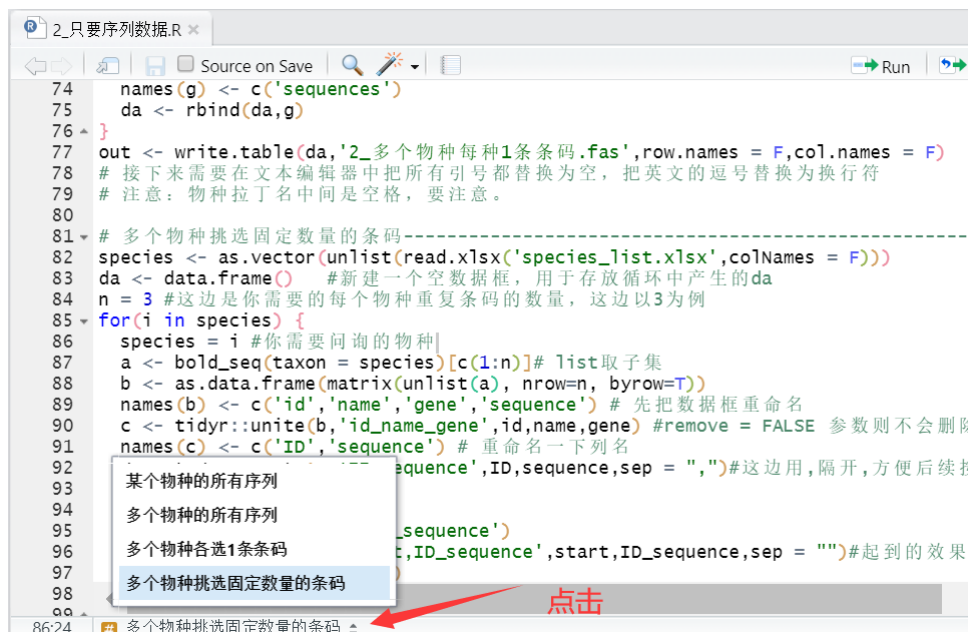 2_只要序列数据.R
Source on Save
Run
74 names(g) <- c('sequences')
75 da <- rbind(da,g)
76 }
77 out <- write.table(da,'2_多个物种每种1条条码.fas',row.names = F,col.names = F)
78 # 接下来需要在文本编辑器中把所有引号都替换为空，把英文的逗号替换为换行符
79 # 注意：物种拉丁名中间是空格，要注意。
80
81 # 多个物种挑选固定数量的条码---------------------------------------------
82 species <- as.vector(unlist(read.xlsx('species_list.xlsx',colNames = F)))
83 da <- data.frame() #新建一个空数据框，用于存放循环中产生的da
84 n = 3 #这边是你需要的每个物种重复条码的数量，这边以3为例
85 for(i in species) {
86 species = i #你需要问询的物种
87 a <- bold_seq(taxon = species)[c(1:n)]# list取子集
88 b <- as.data.frame(matrix(unlist(a), nrow=n, byrow=T))
89 names(b) <- c('id','name','gene','sequence') # 先把数据框重命名
90 c <- tidyr::unite(b,'id_name_gene',id,name,gene) #remove = FALSE 参数则不会删除
91 names(c) <- c('ID','sequence') # 重命名一下列名
92 equence',ID,sequence,sep = ",")#这边用,隔开,方便后续
93
94
95 _sequence')
96 t,ID_sequence',start,ID_sequence,sep = "")#起到的效果
97 )
98
99
某个物种的所有序列
多个物种的所有序列
多个物种各选1条条码
多个物种挑选固定数量的条码
点击
86:24 多个物种挑选固定数量的条码